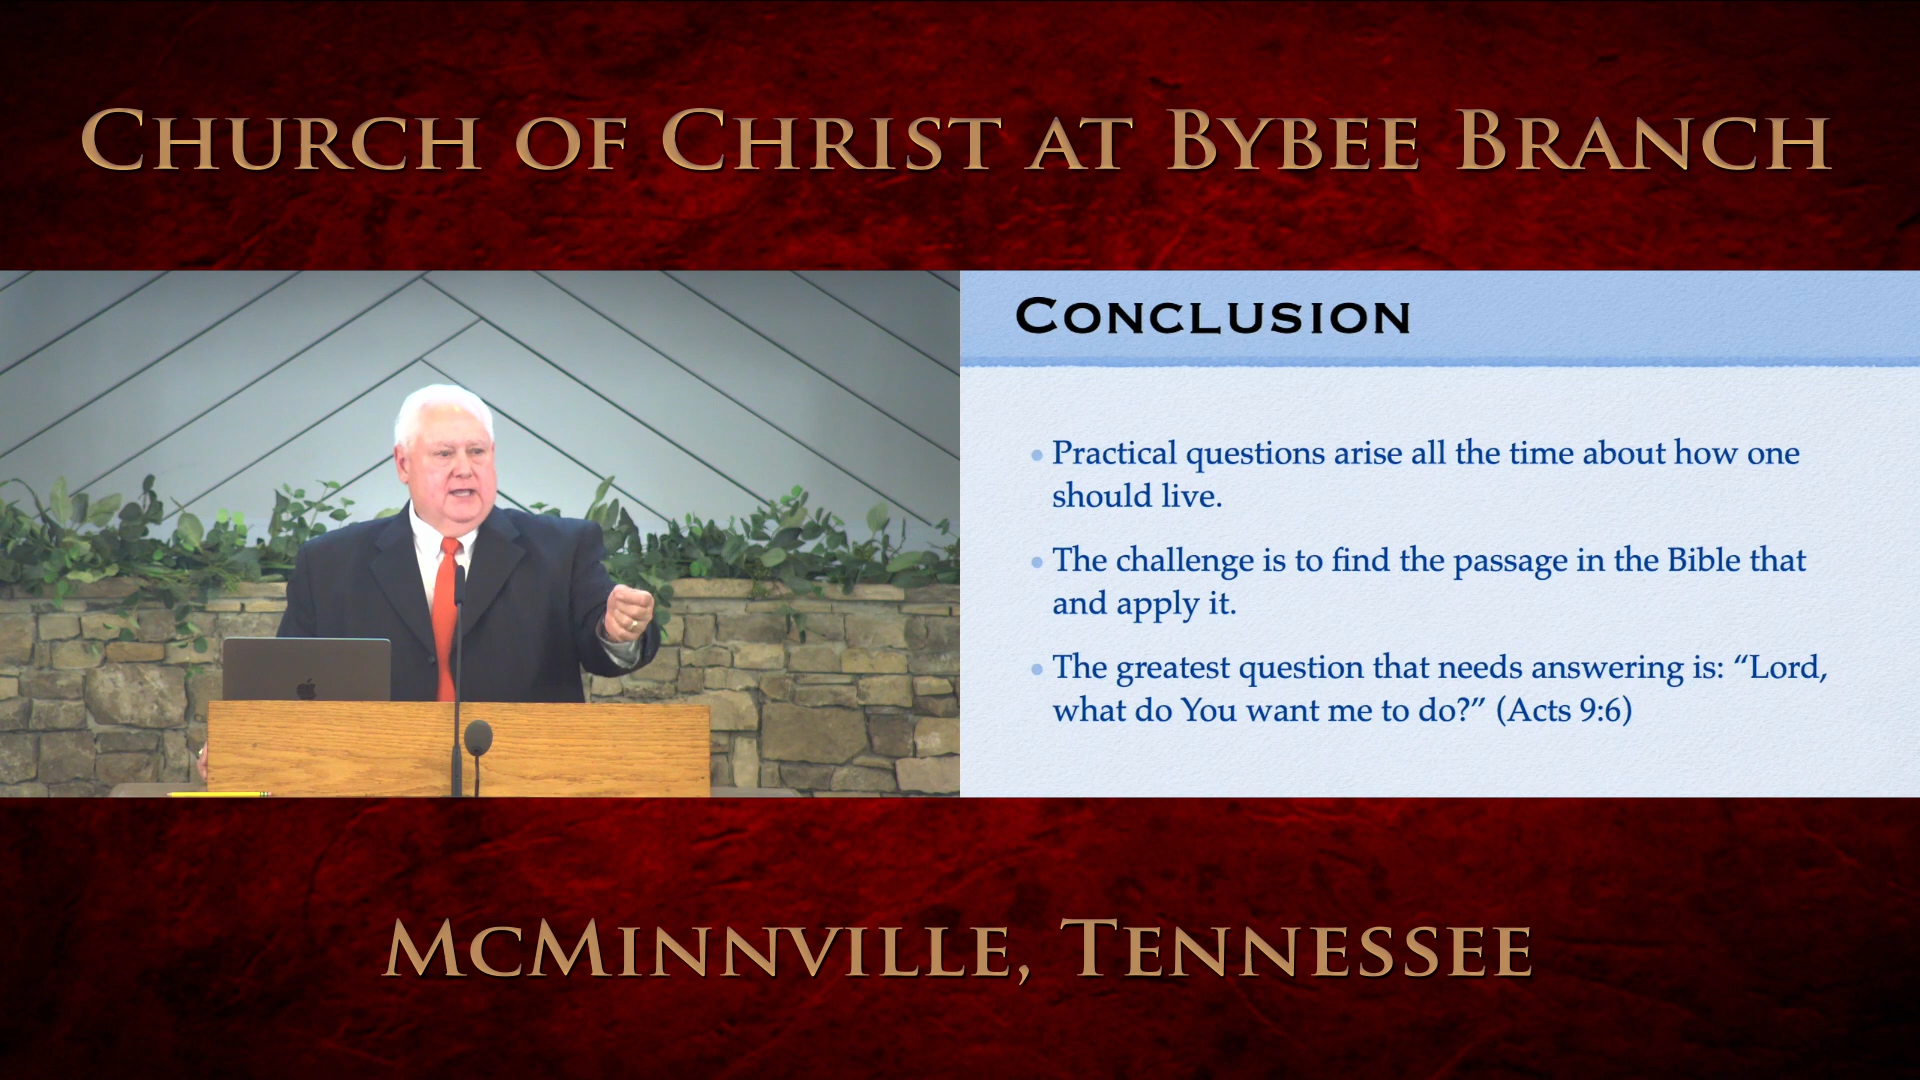 Church of Christ at Bybee Branch
Conclusion
• Practical questions arise all the time about how one
should live.
• The challenge is to find the passage in the Bible that
and apply it.
• The greatest question that needs answering is: “Lord,
what do You want me to do?” (Acts 9:6)
McMinnville, Tennessee